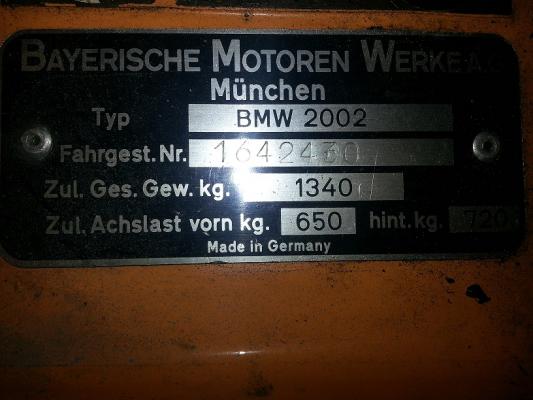 BAYERISCHE MOTOREN WERKE A.G.
München
Typ BMW 2002
Fahrgest. Nr. 1642430
Zul. Ges. Gew. kg. 1340
Zul. Achslast vorn kg. 650 hint. kg. 720
Made in Germany